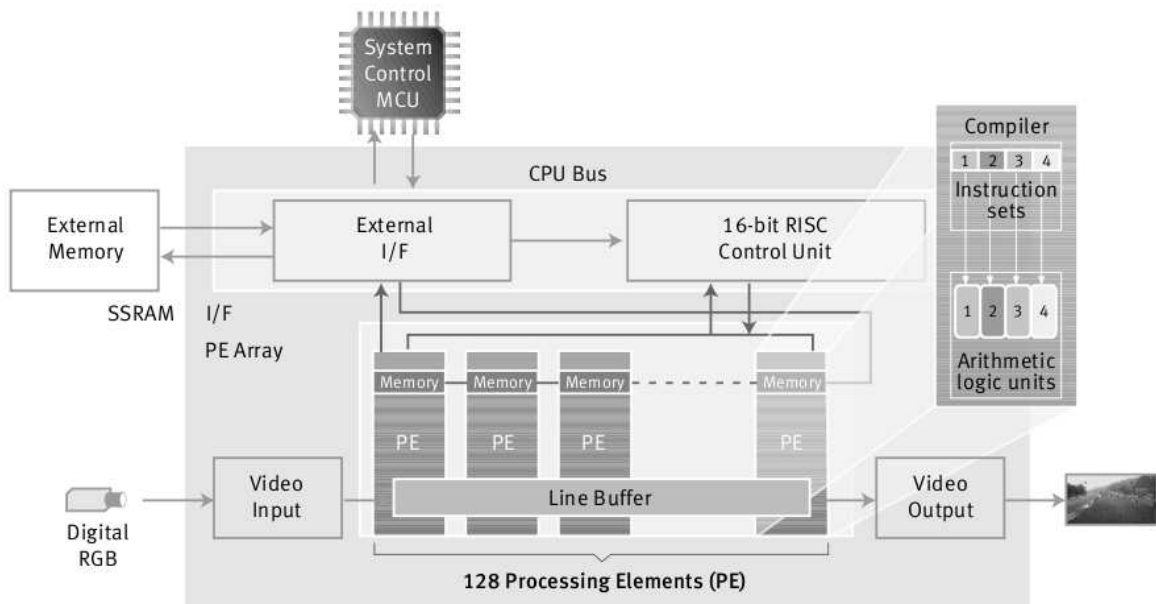 System
Control
MCU
Compiler
1 2 3 4
Instruction
sets
1 2 3 4
Arithmetic
logic units
CPU Bus
External
Memory
External
I/F
16-bit RISC
Control Unit
SSRAM I/F
PE Array
Memory Memory Memory Memory
PE PE PE PE
Video
Input
Line Buffer
Video
Output
Digital
RGB
128 Processing Elements (PE)